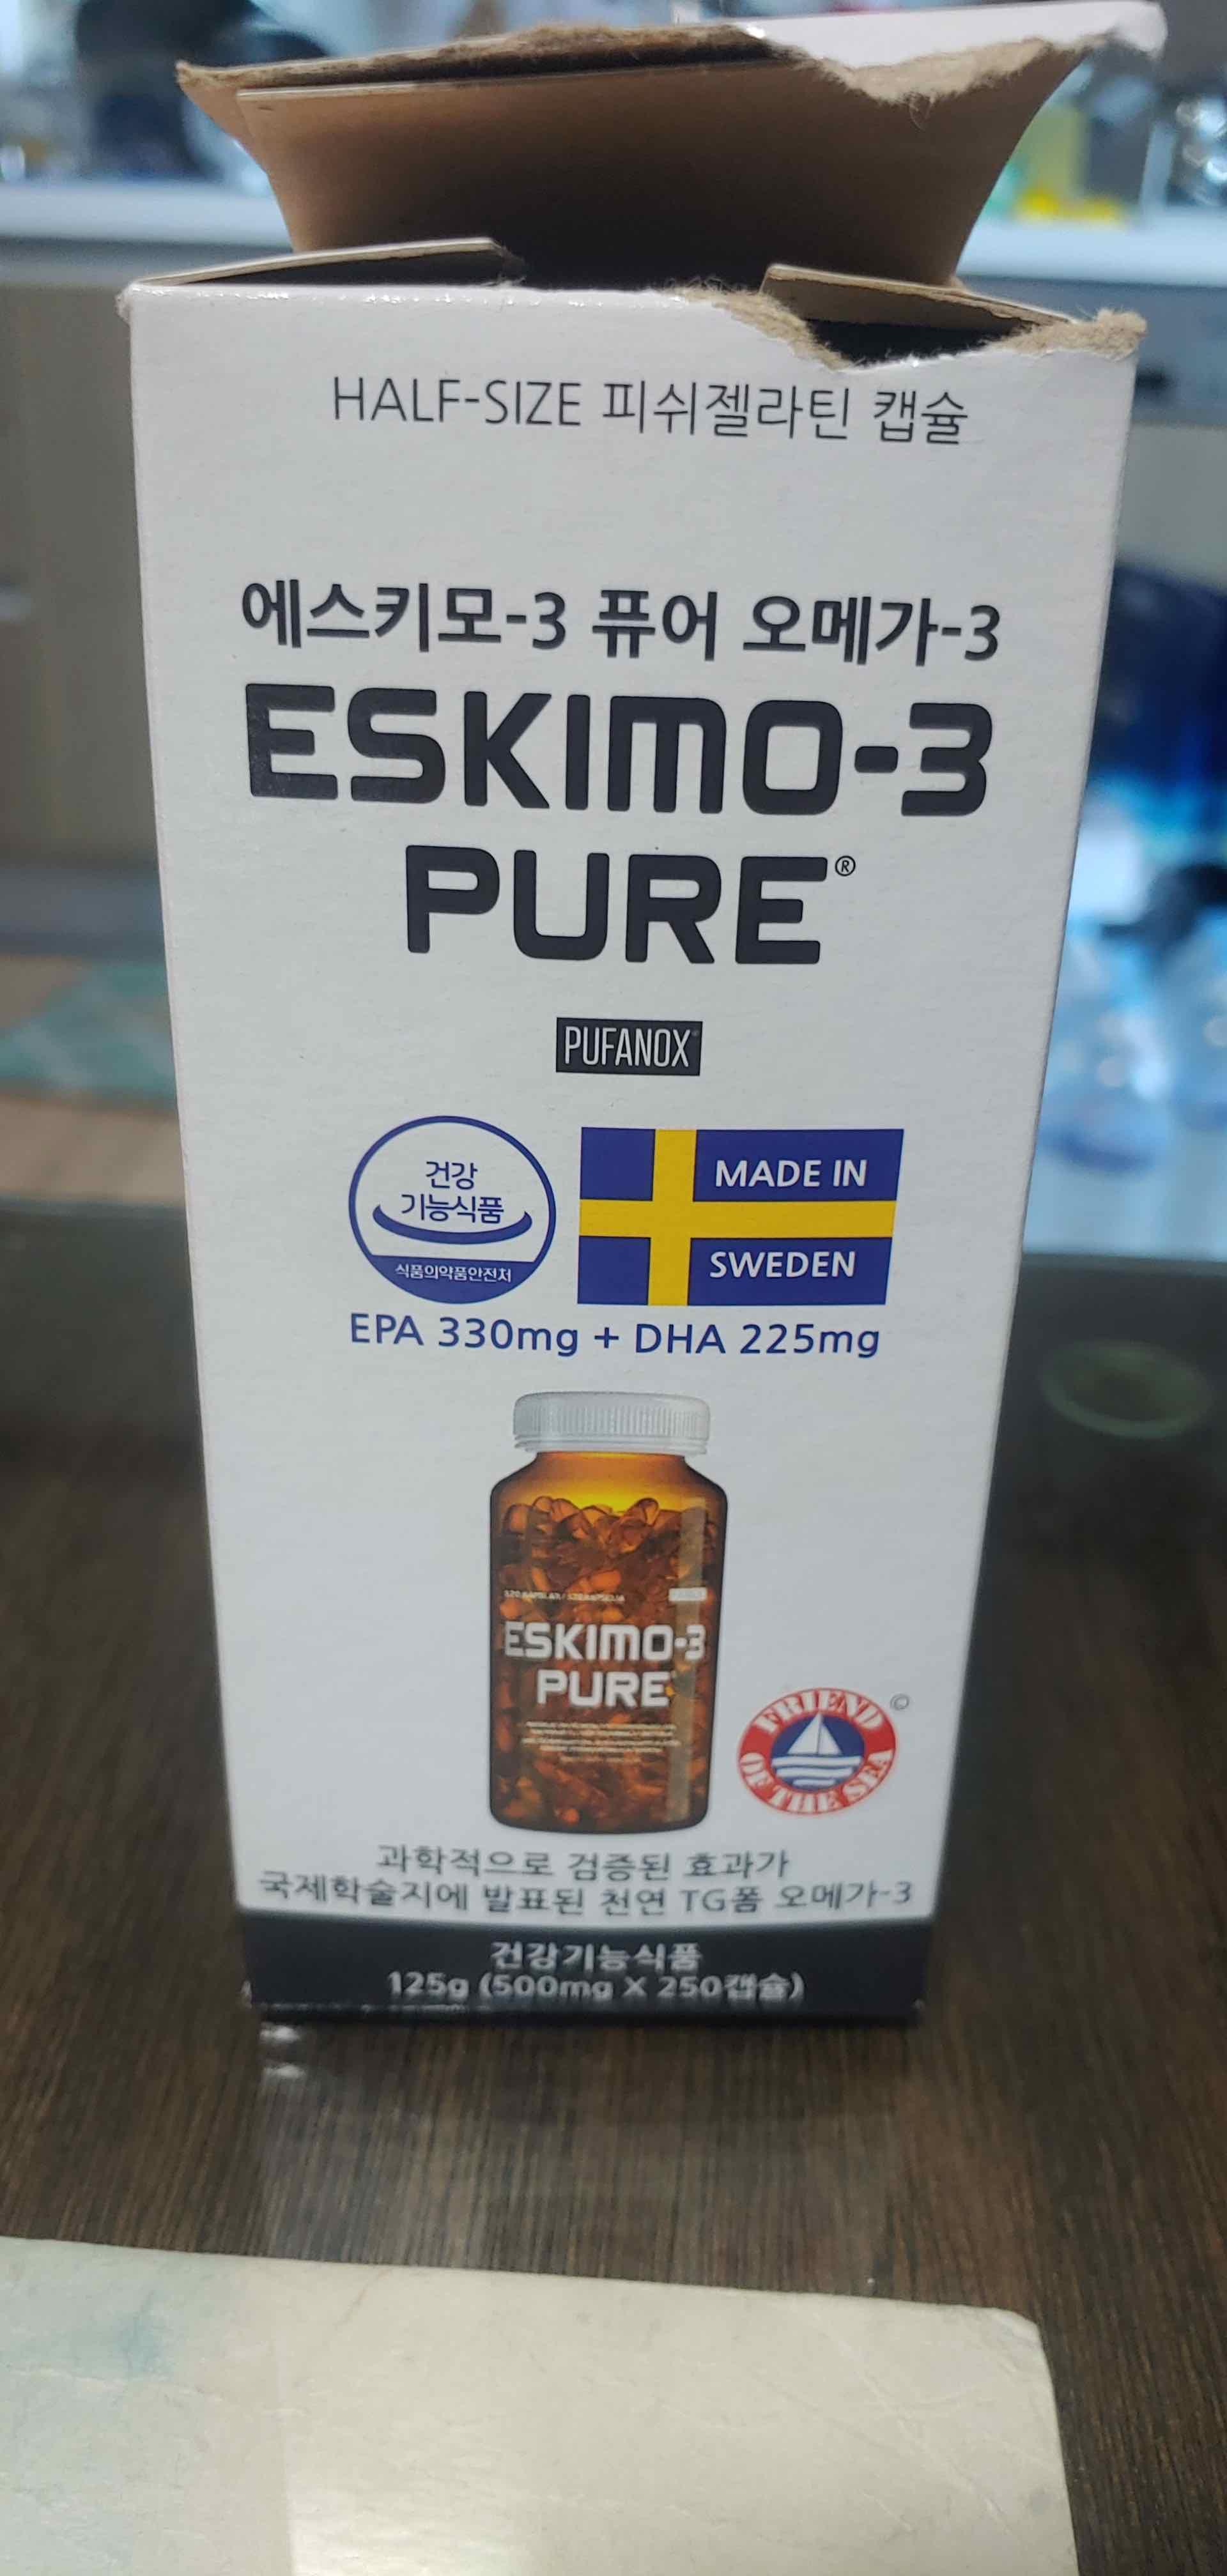 HALF-SIZE 피쉬젤라틴 캡슐
에스키모-3 퓨어 오메가-3
ESKIMO-3
PURE®
PUFANOX
건강
기능식품
식품의약품안전처
MADE IN
SWEDEN
EPA 330mg + DHA 225mg
ESKIMO-3
PURE
FRIEND
OF THE SEA
©
과학적으로 검증된 효과가
국제학술지에 발표된 천연 TG폼 오메가-3
건강기능식품
125g (500mg X 250캡슐)